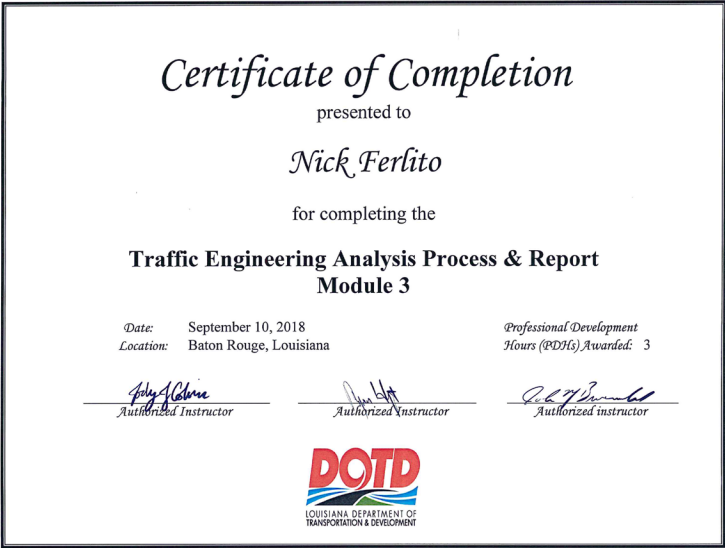 Certificate of Completion
presented to
Nick Ferlito
for completing the
Traffic Engineering Analysis Process & Report
Module 3
Date: September 10, 2018
Location: Baton Rouge, Louisiana
Professional Development
Hours (PDHs) Awarded: 3
Authorized Instructor
Authorized Instructor
Authorized instructor
DOTD
LOUISIANA DEPARTMENT OF
TRANSPORTATION & DEVELOPMENT